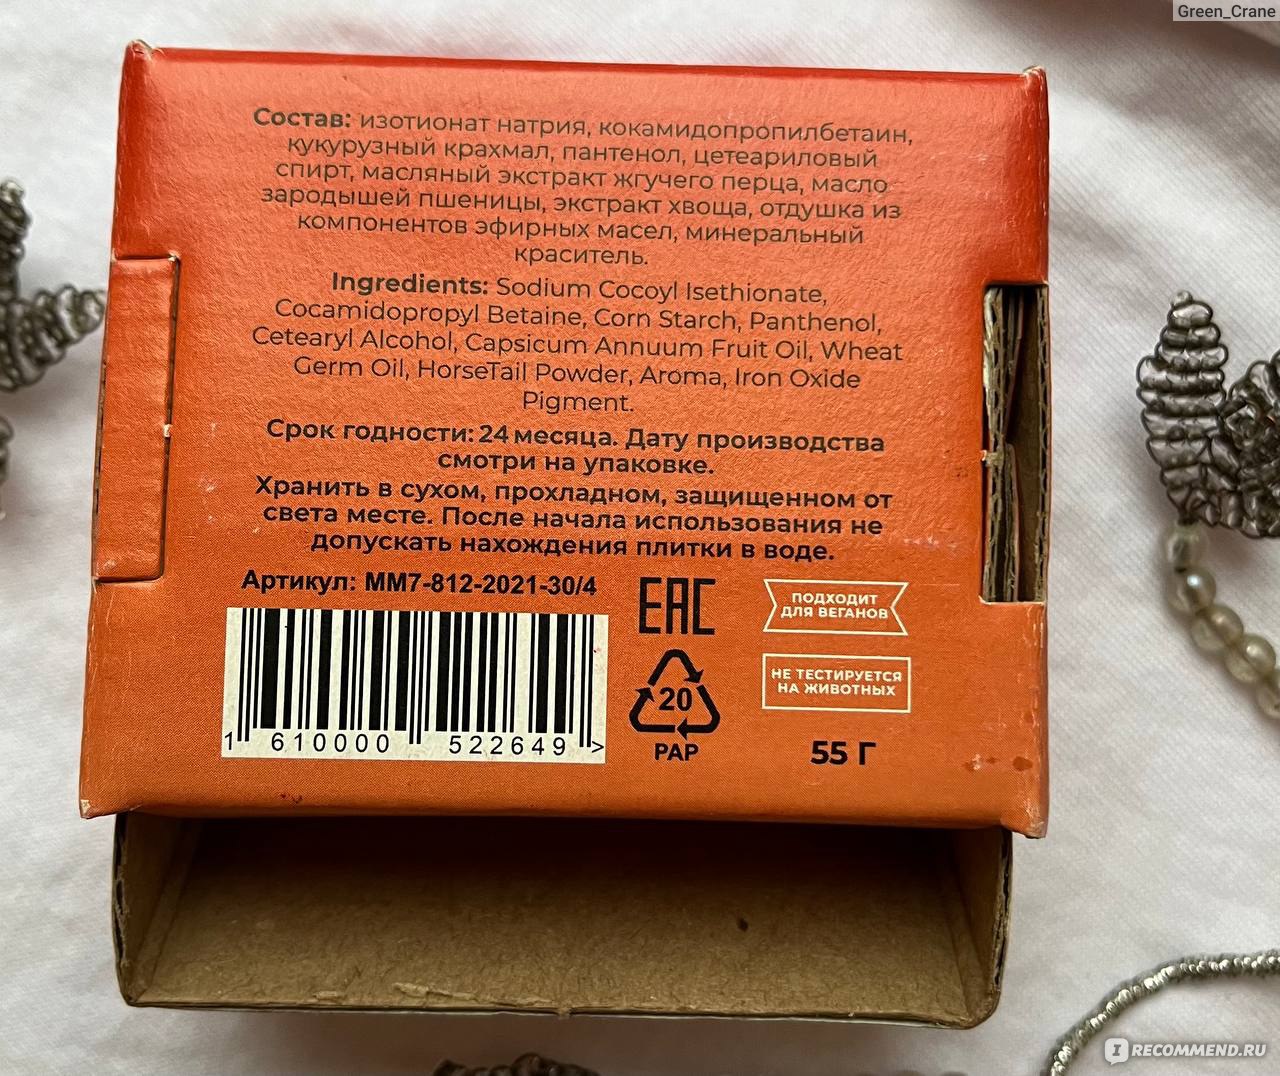 Green_Crane
Состав: изотионат натрия, кокамидопропилбетаин,
кукурузный крахмал, пантенол, цетеариловый
спирт, масляный экстракт жгучего перца, масло
зародышей пшеницы, экстракт хвоща, отдушка из
компонентов эфирных масел, минеральный
краситель.
Ingredients: Sodium Cocoyl Isethionate,
Cocamidopropyl Betaine, Corn Starch, Panthenol,
Cetearyl Alcohol, Capsicum Annuum Fruit Oil, Wheat
Germ Oil, HorseTail Powder, Aroma, Iron Oxide
Pigment.
Срок годности: 24 месяца. Дату производства
смотри на упаковке.
Хранить в сухом, прохладном, защищенном от
света месте. После начала использования не
допускать нахождения плитки в воде.
Артикул: ММ7-812-2021-30/4
EAC
ПОДХОДИТ
ДЛЯ ВЕГАНОВ
НЕ ТЕСТИРУЕТСЯ
НА ЖИВОТНЫХ
20
PAP
1 610000 522649 >
55 Г
IRECOMMEND.RU